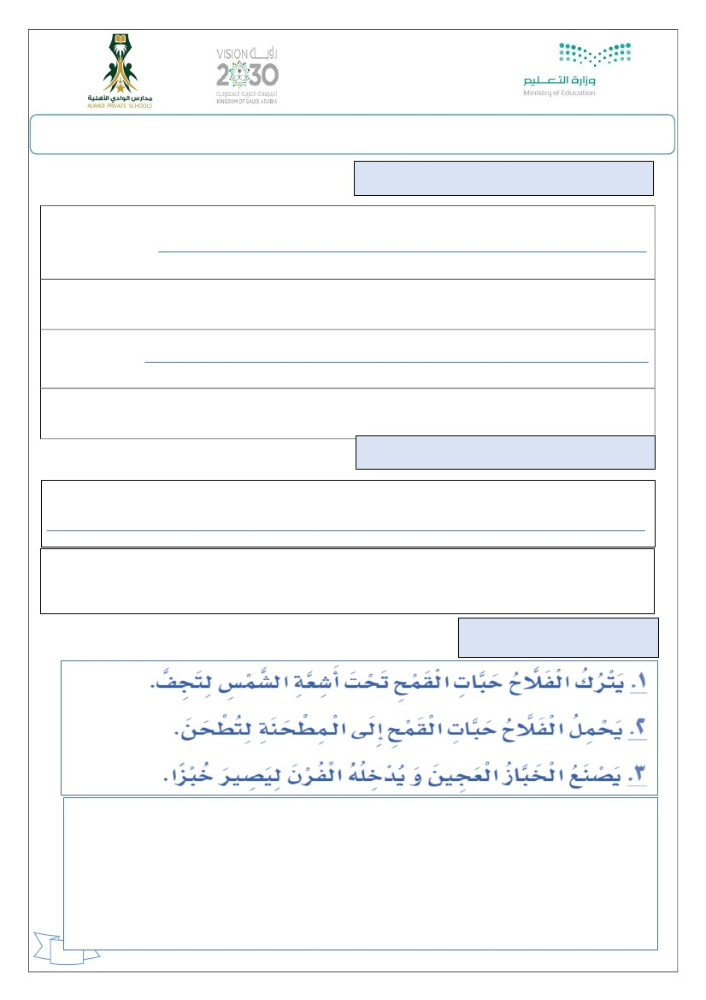 مدارس الوادي الأهلية
ALWADI PRIVATE SCHOOLS
VISION رؤية
2030
المملكة العربية السعودية
KINGDOM OF SAUDI ARABIA
وزارة التعليم
Ministry of Education
١. يَتْرُكُ الْفَلَّاحُ حَبَّاتِ الْقَمْحِ تَحْتَ أَشِعَّةِ الشَّمْسِ لِتَجِفَّ.
٢. يَحْمِلُ الْفَلَّاحُ حَبَّاتِ الْقَمْحِ إِلَى الْمِطْحَنَةِ لِتُطْحَنَ.
٣. يَصْنَعُ الْخَبَّازُ الْعَجِينَ وَ يُدْخِلُهُ الْفُرْنَ لِيَصِيرَ خُبْزًا.